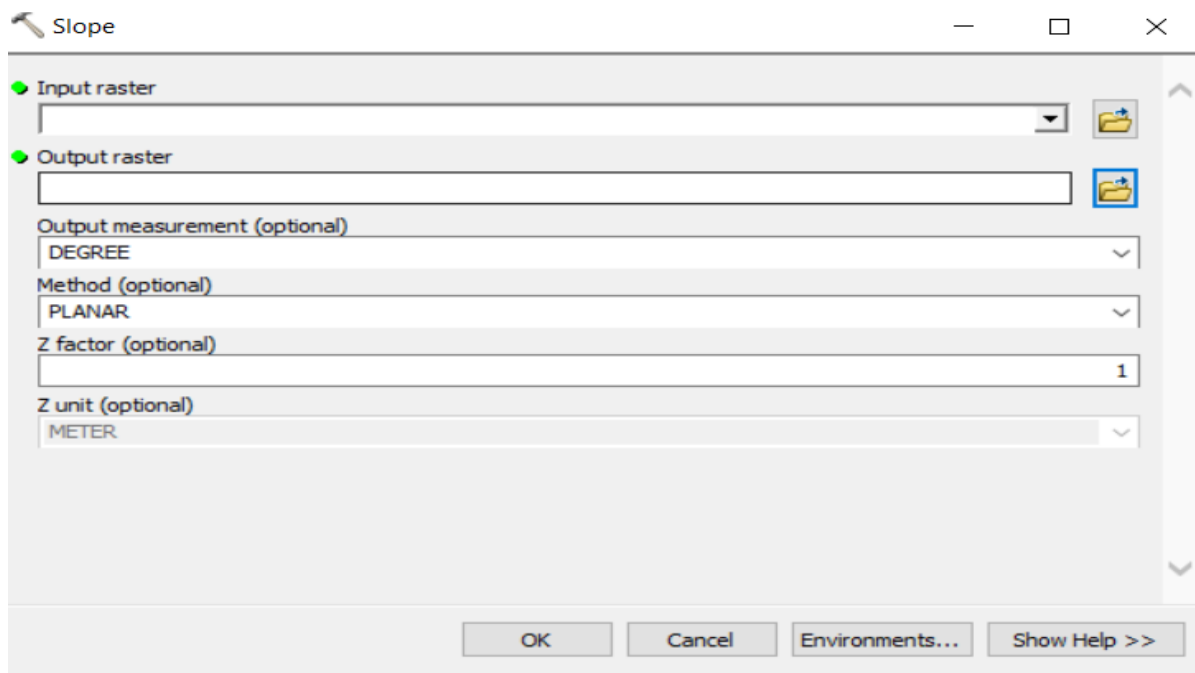 Slope
Input raster
Output raster
Output measurement (optional)
DEGREE
Method (optional)
PLANAR
Z factor (optional)
1
Z unit (optional)
METER
OK Cancel Environments... Show Help >>